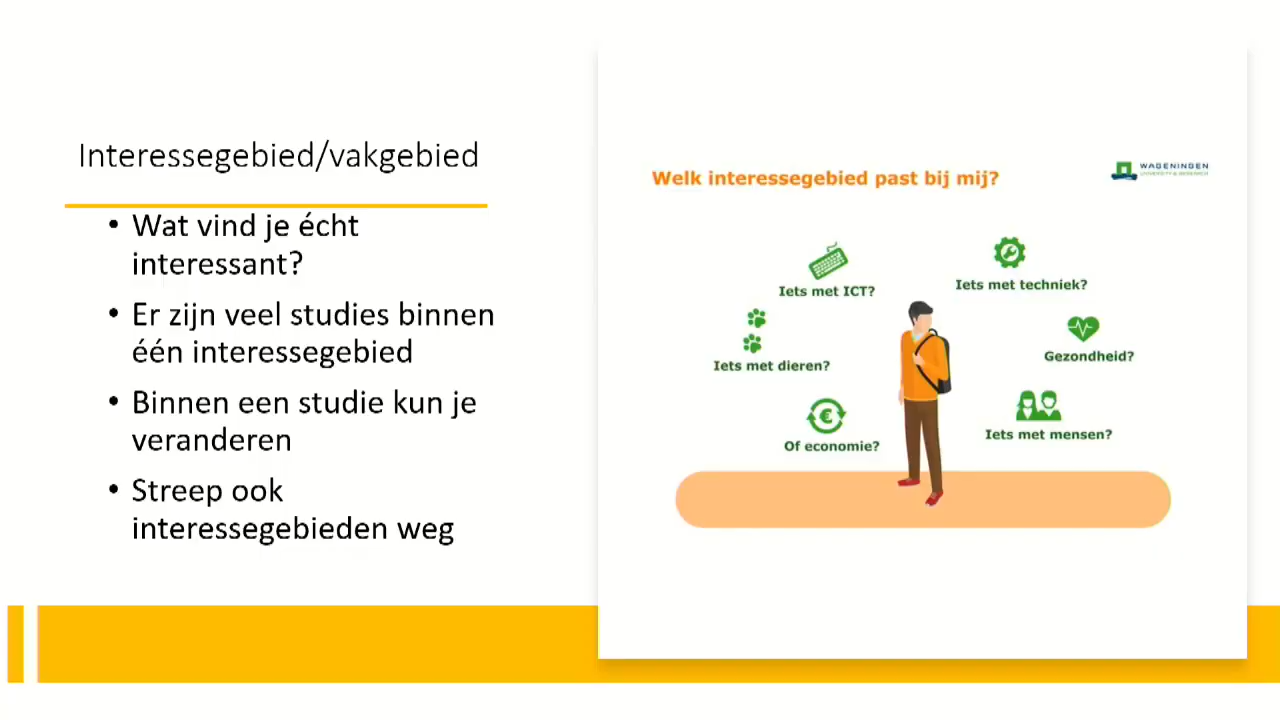 Interessegebied/vakgebied
• Wat vind je écht
interessant?
• Er zijn veel studies binnen
één interessegebied
• Binnen een studie kun je
veranderen
• Streep ook
interessegebieden weg
Welk interessegebied past bij mij?
WAGENINGEN
UNIVERSITY & RESEARCH
Iets met ICT?
Iets met techniek?
Iets met dieren?
Gezondheid?
Of economie?
Iets met mensen?